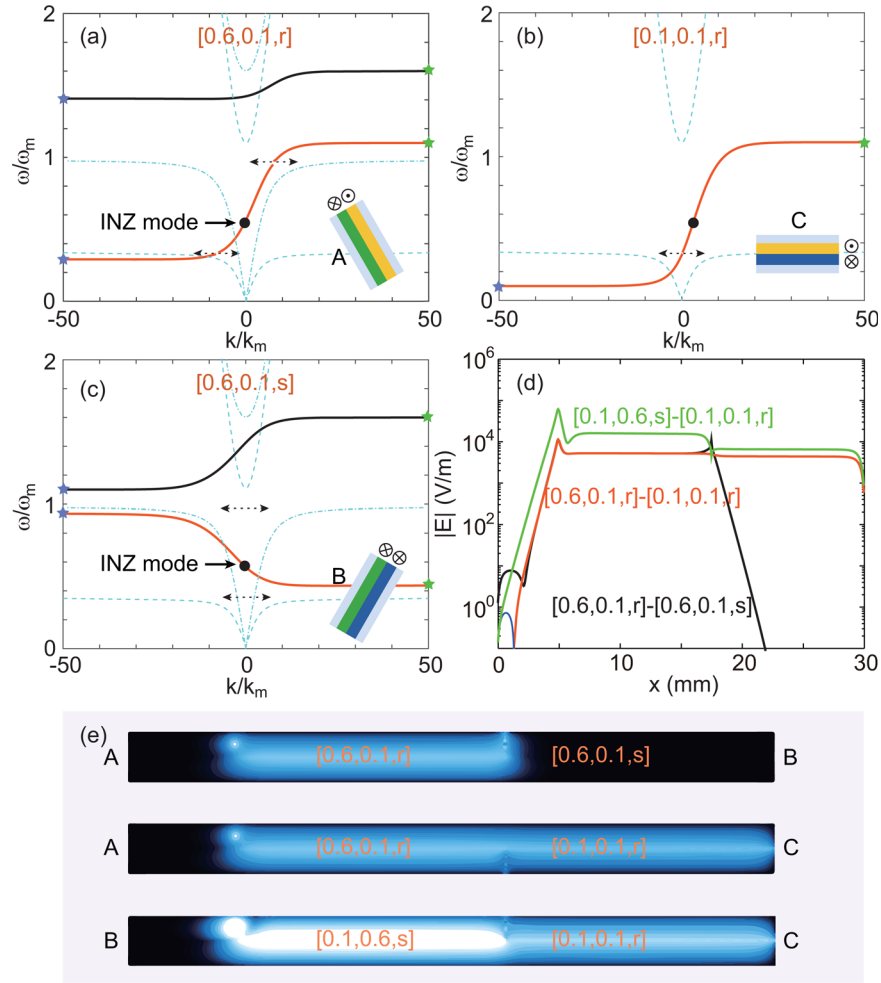 (a)
[0.6,0.1,r]
2
1
0
ω/ω_m
INZ mode
A
-50
0
50
k/k_m
(b)
[0.1,0.1,r]
2
1
0
ω/ω_m
C
-50
0
50
k/k_m
(c)
[0.6,0.1,s]
2
1
0
ω/ω_m
INZ mode
B
-50
0
50
k/k_m
(d)
10^6
10^4
10^2
10^0
|E| (V/m)
[0.1,0.6,s]-[0.1,0.1,r]
[0.6,0.1,r]-[0.1,0.1,r]
[0.6,0.1,r]-[0.6,0.1,s]
0
10
20
30
x (mm)
(e)
A [0.6,0.1,r] [0.6,0.1,s] B
A [0.6,0.1,r] [0.1,0.1,r] C
B [0.1,0.6,s] [0.1,0.1,r] C